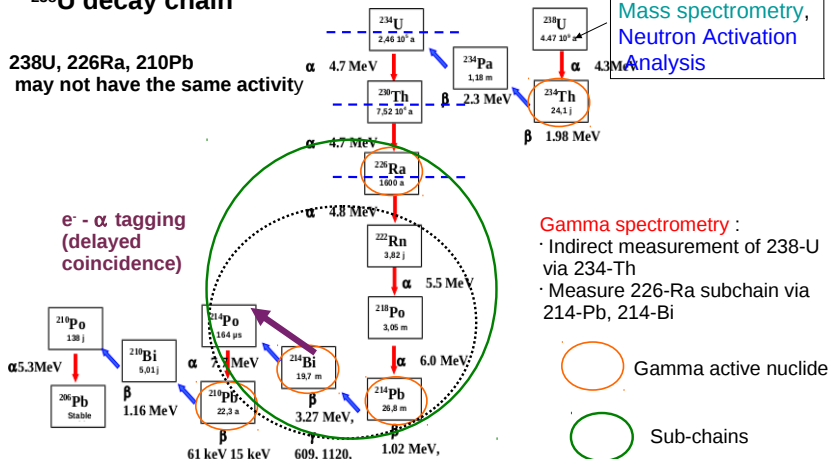 ²³⁸U decay chain
238U, 226Ra, 210Pb
may not have the same activity
²³⁴U
2,46 10⁵ a
²³⁸U
4.47 10⁹ a
Mass spectrometry,
Neutron Activation
Analysis
²³⁴Pa
1,18 m
α 4.7 MeV
α 4.3MeV
²³⁰Th
7,52 10⁴ a
β 2.3 MeV
²³⁴Th
24,1 j
β 1.98 MeV
α 4.7 MeV
²²⁶Ra
1600 a
α 4.8 MeV
e⁻ - α tagging
(delayed
coincidence)
²²²Rn
3,82 j
α 5.5 MeV
Gamma spectrometry :
· Indirect measurement of 238-U
via 234-Th
· Measure 226-Ra subchain via
214-Pb, 214-Bi
²¹⁰Po
138 j
²¹⁴Po
164 µs
²¹⁸Po
3,05 m
α5.3MeV
²¹⁰Bi
5,01 j
α MeV
²¹⁴Bi
19,7 m
α 6.0 MeV
Gamma active nuclide
²⁰⁶Pb
Stable
β
1.16 MeV
²¹⁰Pb
22,3 a
β
3.27 MeV,
²¹⁴Pb
26,8 m
β
61 keV 15 keV
γ
609, 1120,
β
1.02 MeV,
Sub-chains